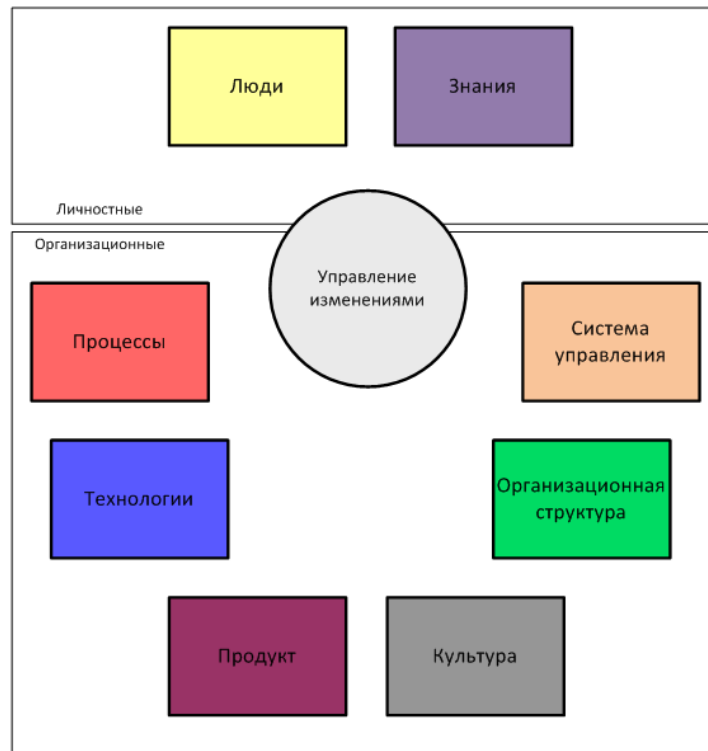 Люди
Знания
Личностные
Организационные
Управление
изменениями
Процессы
Система
управления
Технологии
Организационная
структура
Продукт
Культура